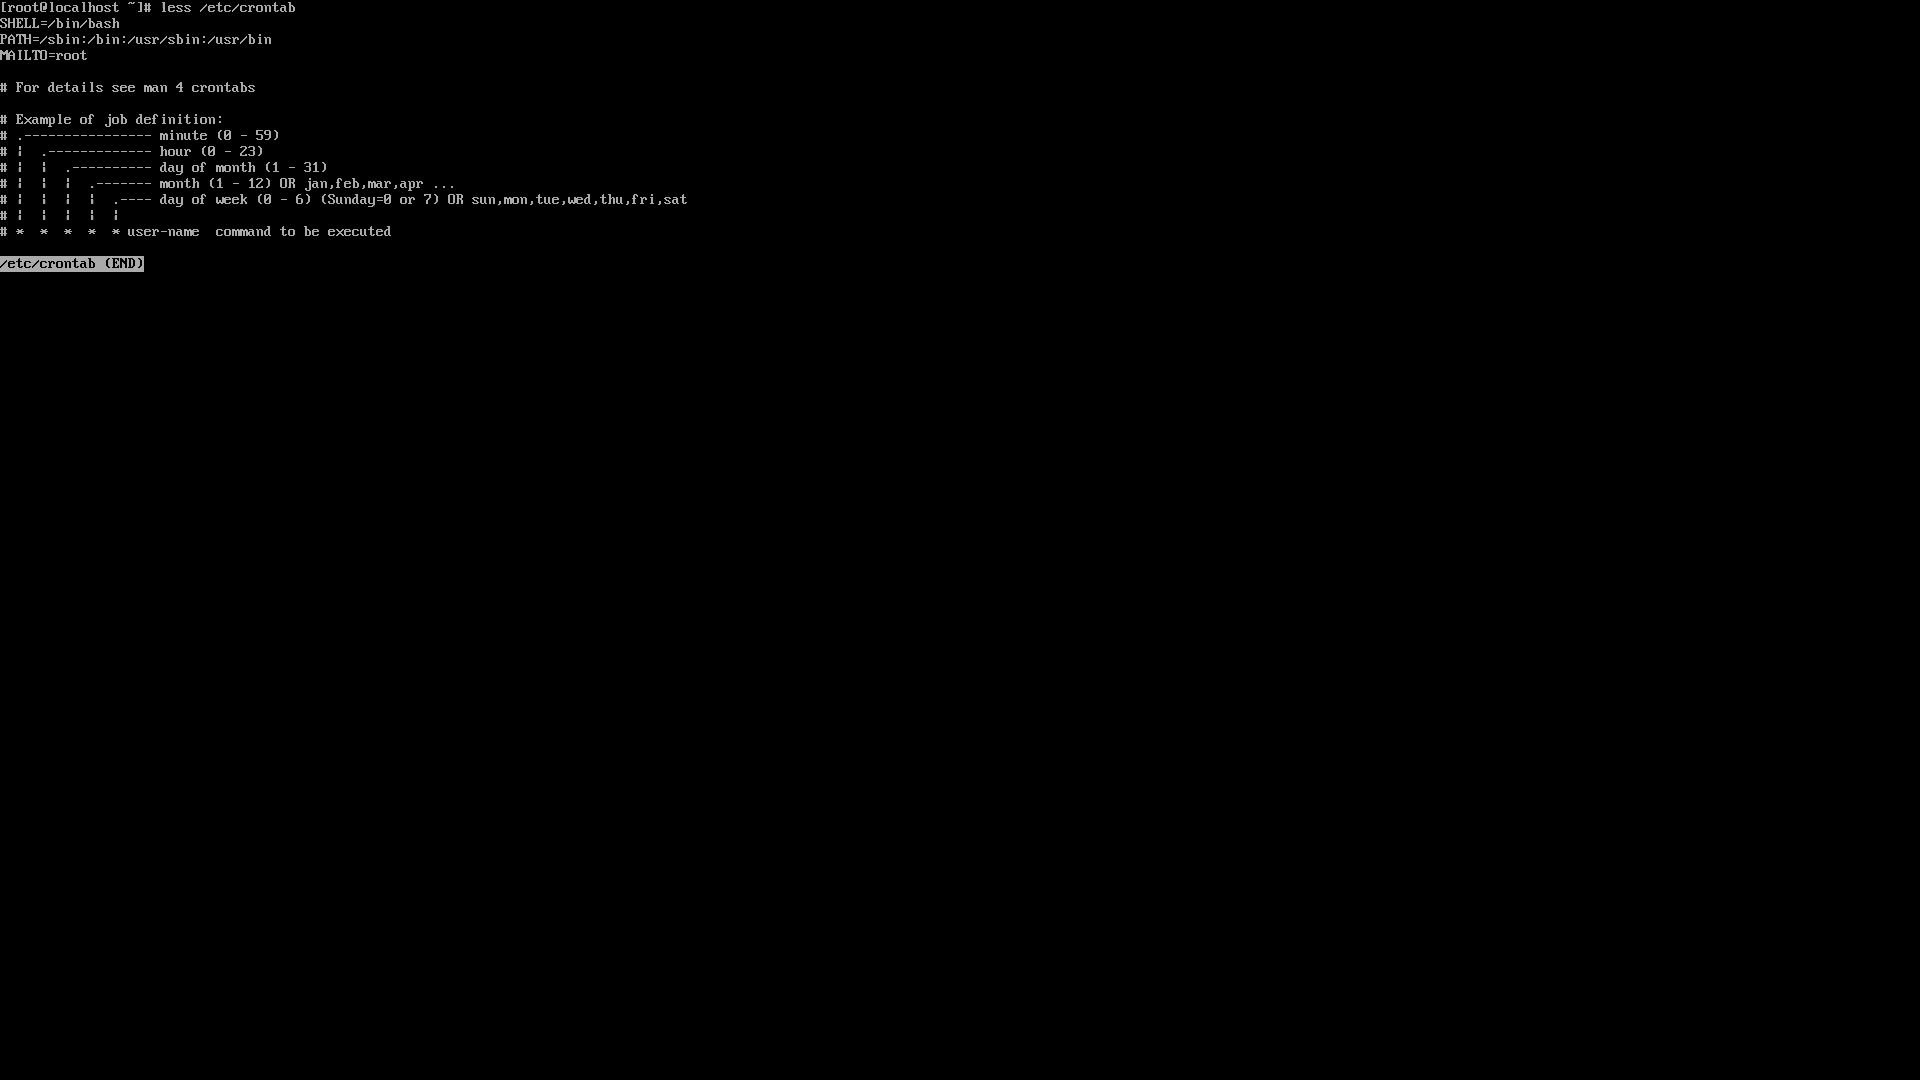 [root@localhost ~]# less /etc/crontab
SHELL=/bin/bash
PATH=/sbin:/bin:/usr/sbin:/usr/bin
MAILTO=root
# For details see man 4 crontabs
# Example of job definition:
# .---------------- minute (0 - 59)
# |  .------------- hour (0 - 23)
# |  |  .---------- day of month (1 - 31)
# |  |  |  .------- month (1 - 12) OR jan,feb,mar,apr ...
# |  |  |  |  .---- day of week (0 - 6) (Sunday=0 or 7) OR sun,mon,tue,wed,thu,fri,sat
# |  |  |  |  |
# *  *  *  *  * user-name  command to be executed
/etc/crontab (END)